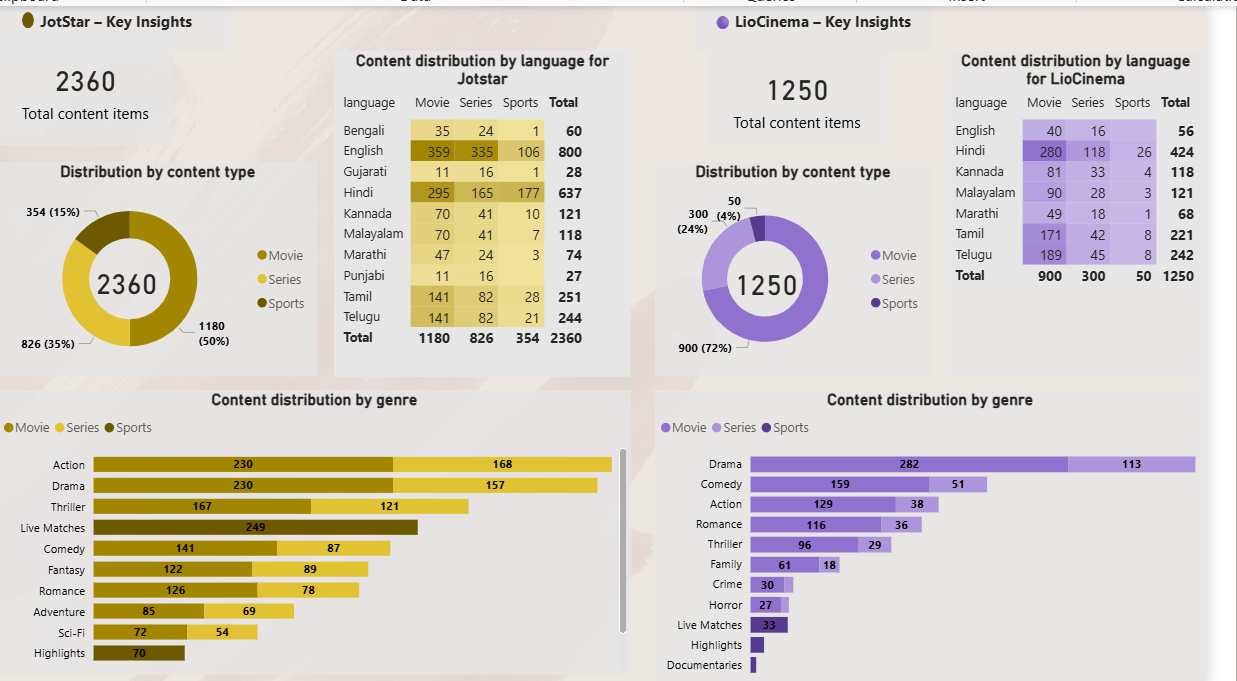 JotStar – Key Insights
2360
Total content items
Content distribution by language for
Jotstar
language Movie Series Sports Total
Bengali 35 24 1 60
English 359 335 106 800
Gujarati 11 16 1 28
Hindi 295 165 177 637
Kannada 70 41 10 121
Malayalam 70 41 7 118
Marathi 47 24 3 74
Punjabi 11 16 27
Tamil 141 82 28 251
Telugu 141 82 21 244
Total 1180 826 354 2360
Distribution by content type
354 (15%)
2360
826 (35%)
1180
(50%)
Movie
Series
Sports
Content distribution by genre
Movie Series Sports
Action 230 168
Drama 230 157
Thriller 167 121
Live Matches 249
Comedy 141 87
Fantasy 122 89
Romance 126 78
Adventure 85 69
Sci-Fi 72 54
Highlights 70
LioCinema – Key Insights
1250
Total content items
Content distribution by language
for LioCinema
language Movie Series Sports Total
English 40 16 56
Hindi 280 118 26 424
Kannada 81 33 4 118
Malayalam 90 28 3 121
Marathi 49 18 1 68
Tamil 171 42 8 221
Telugu 189 45 8 242
Total 900 300 50 1250
Distribution by content type
50
(4%)
300
(24%)
1250
900 (72%)
Movie
Series
Sports
Content distribution by genre
Movie Series Sports
Drama 282 113
Comedy 159 51
Action 129 38
Romance 116 36
Thriller 96 29
Family 61 18
Crime 30
Horror 27
Live Matches 33
Highlights
Documentaries